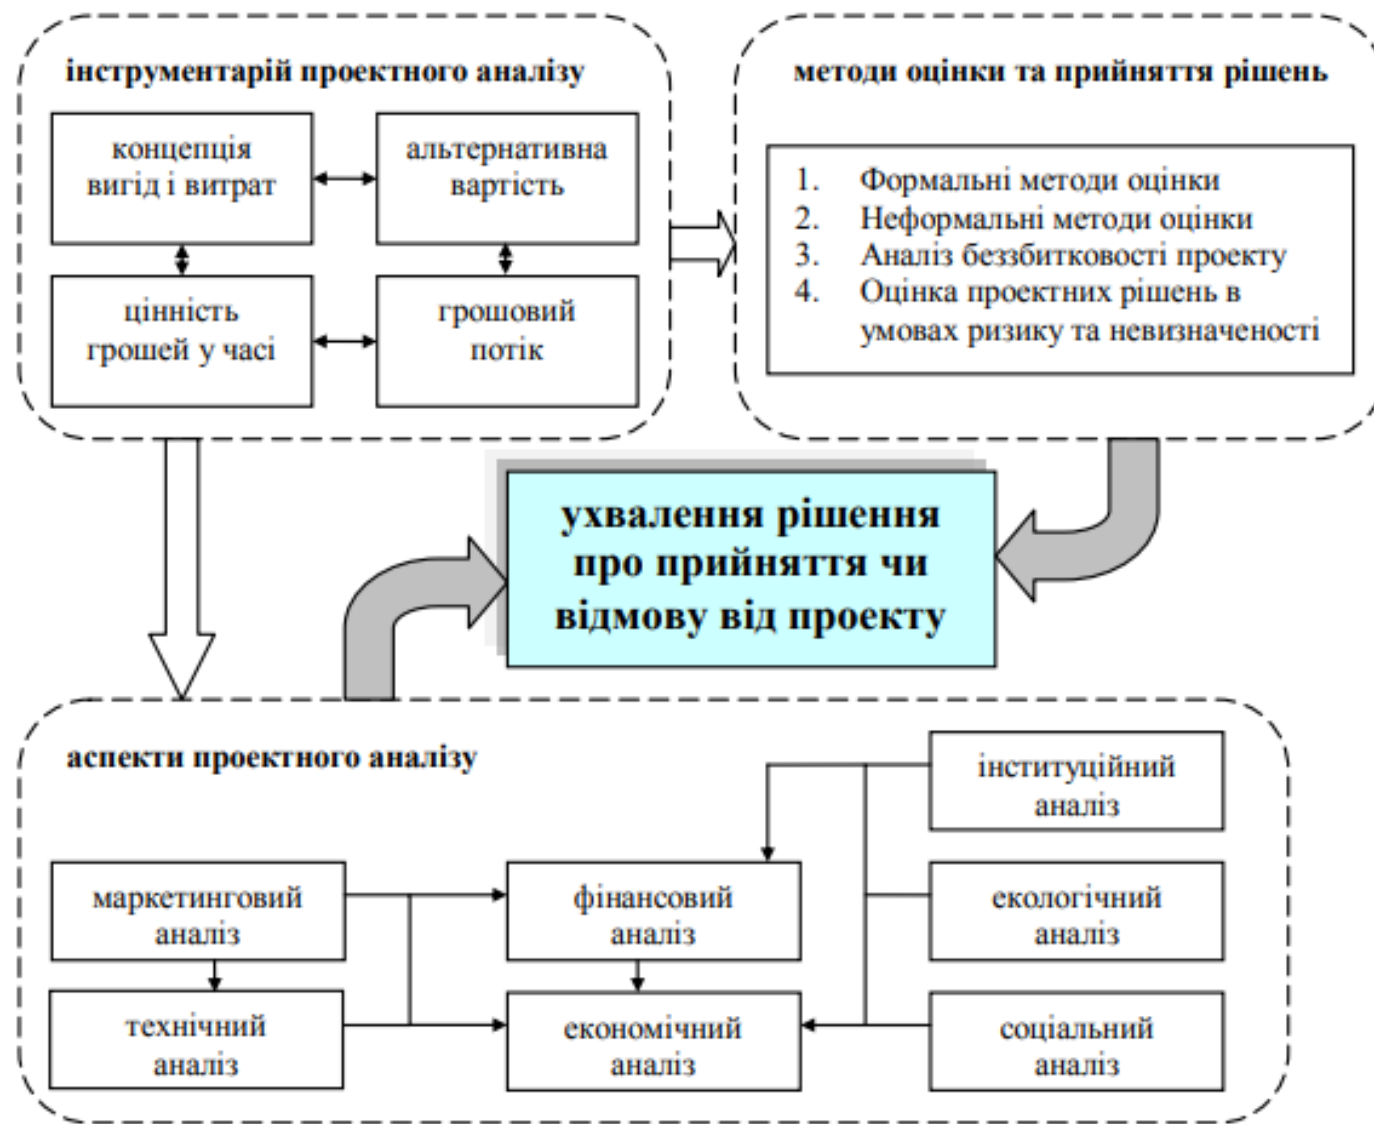 інструментарій проектного аналізу
концепція
вигід і витрат
альтернативна
вартість
цінність
грошей у часі
грошовий
потік
методи оцінки та прийняття рішень
1. Формальні методи оцінки
2. Неформальні методи оцінки
3. Аналіз беззбитковості проекту
4. Оцінка проектних рішень в
умовах ризику та невизначеності
ухвалення рішення
про прийняття чи
відмову від проекту
аспекти проектного аналізу
інституційний
аналіз
маркетинговий
аналіз
фінансовий
аналіз
екологічний
аналіз
технічний
аналіз
економічний
аналіз
соціальний
аналіз